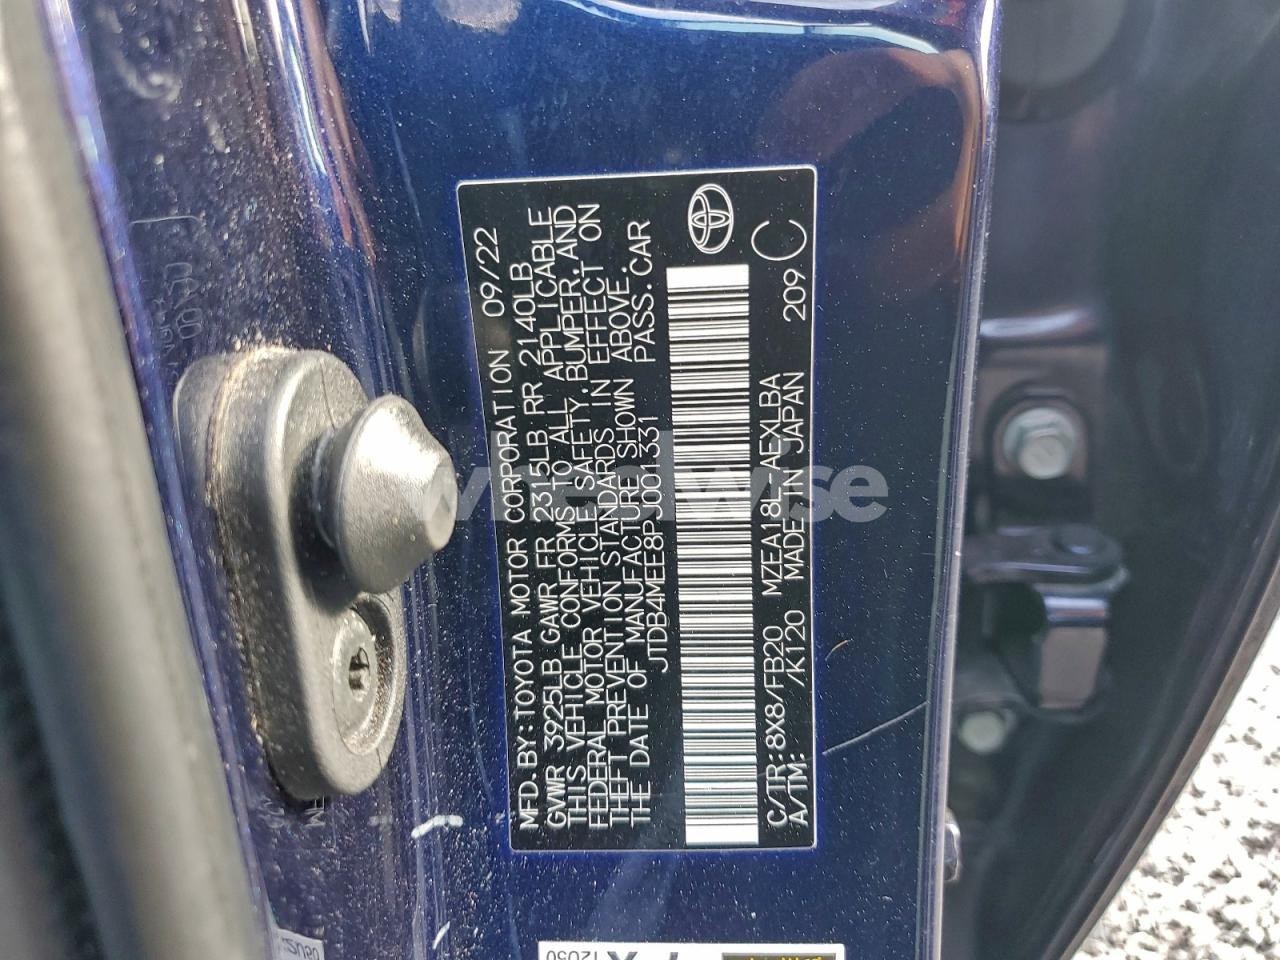 MFD.BY:TOYOTA MOTOR CORPORATION 09/22
GVWR 3925LB GAWR FR 2315LB RR 2140LB
THIS VEHICLE CONFORMS TO ALL APPLICABLE
FEDERAL MOTOR VEHICLE SAFETY,BUMPER,AND
THEFT PREVENTION STANDARDS IN EFFECT ON
THE DATE OF MANUFACTURE SHOWN ABOVE.
JTDB4MEE8PJ001331 PASS.CAR
C/TR:8X8/FB20 MZEA18L-AEXLBA
A/TM: /K120 MADE IN JAPAN 209 C
wheelwise
12050